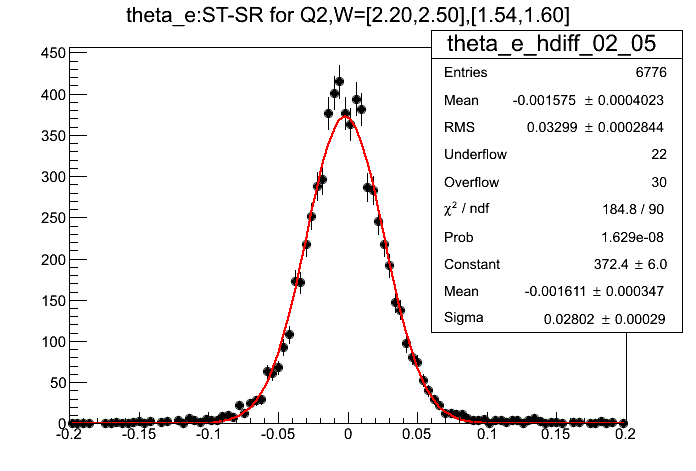 theta_e:ST-SR for Q2,W=[2.20,2.50],[1.54,1.60]
theta_e_hdiff_02_05
Entries 6776
Mean -0.001575 ± 0.0004023
RMS 0.03299 ± 0.0002844
Underflow 22
Overflow 30
χ² / ndf 184.8 / 90
Prob 1.629e-08
Constant 372.4 ± 6.0
Mean -0.001611 ± 0.000347
Sigma 0.02802 ± 0.00029
450
400
350
300
250
200
150
100
50
0
-0.2 -0.15 -0.1 -0.05 0 0.05 0.1 0.15 0.2